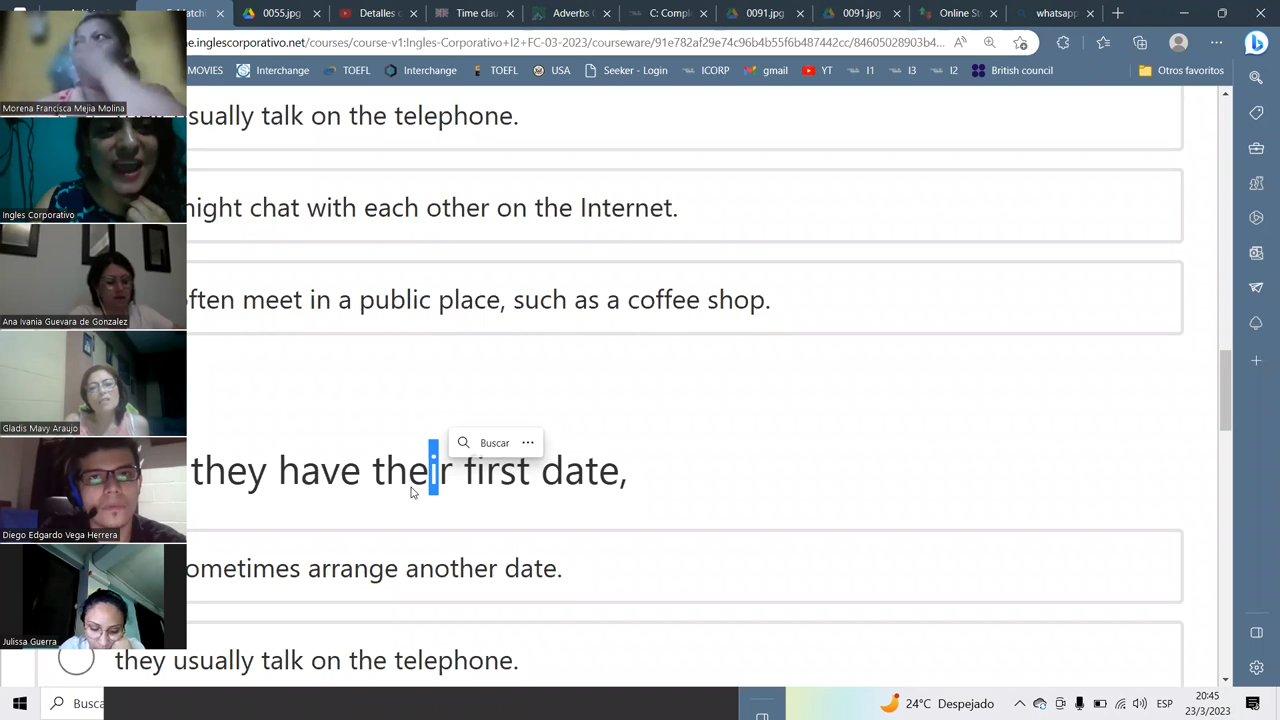 atch
0055.jpg
Detalles
Time clau
Adverbs
C: Compl
0091.jpg
0091.jpg
Online St
whatsapp
e.inglescorporativo.net/courses/course-v1:Ingles-Corporativo+I2+FC-03-2023/courseware/91e782af29e74c96b4b55f6b487442cc/84605028903b4...
MOVIES
Interchange
TOEFL
Interchange
TOEFL
USA
Seeker - Login
ICORP
gmail
YT
I1
I3
I2
British council
Otros favoritos
Morena Francisca Mejia Molina
Ingles Corporativo
Ana Ivania Guevara de Gonzalez
Gladis Mavy Araujo
Diego Edgardo Vega Herrera
Julissa Guerra
usually talk on the telephone.
might chat with each other on the Internet.
often meet in a public place, such as a coffee shop.
Buscar
they have their first date,
sometimes arrange another date.
they usually talk on the telephone.
Busca
24°C Despejado
ESP
20:45
23/3/2023